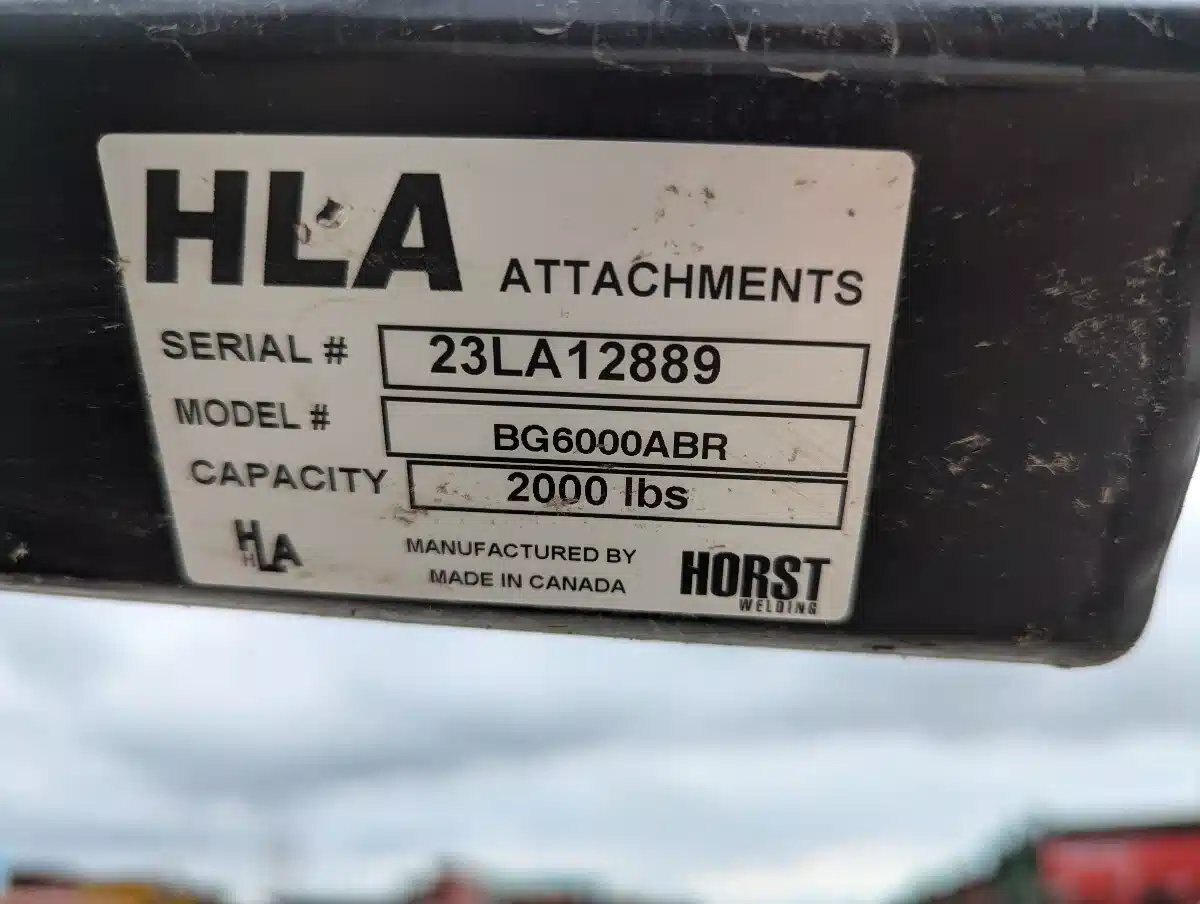 HLA ATTACHMENTS
SERIAL # 23LA12889
MODEL # BG6000ABR
CAPACITY 2000 lbs
HLA MANUFACTURED BY HORST
MADE IN CANADA WELDING